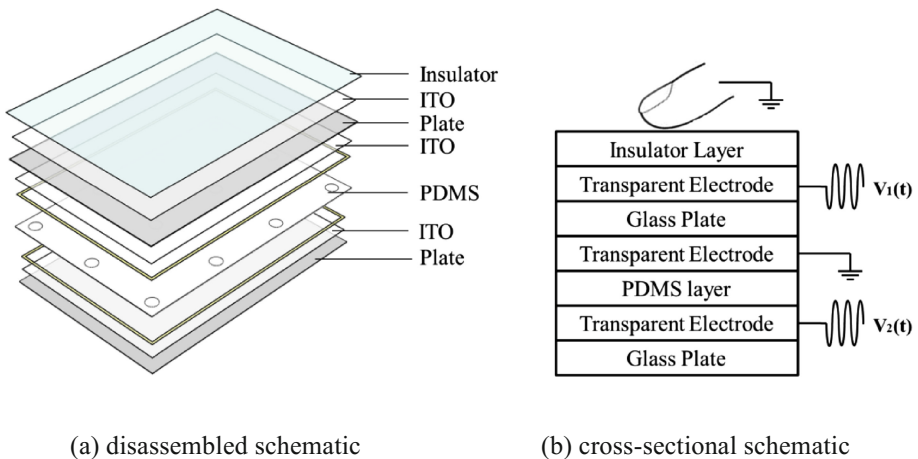 Insulator
ITO
Plate
ITO
PDMS
ITO
Plate
Insulator Layer
Transparent Electrode
V1(t)
Glass Plate
Transparent Electrode
PDMS layer
Transparent Electrode
V2(t)
Glass Plate
(a) disassembled schematic
(b) cross-sectional schematic